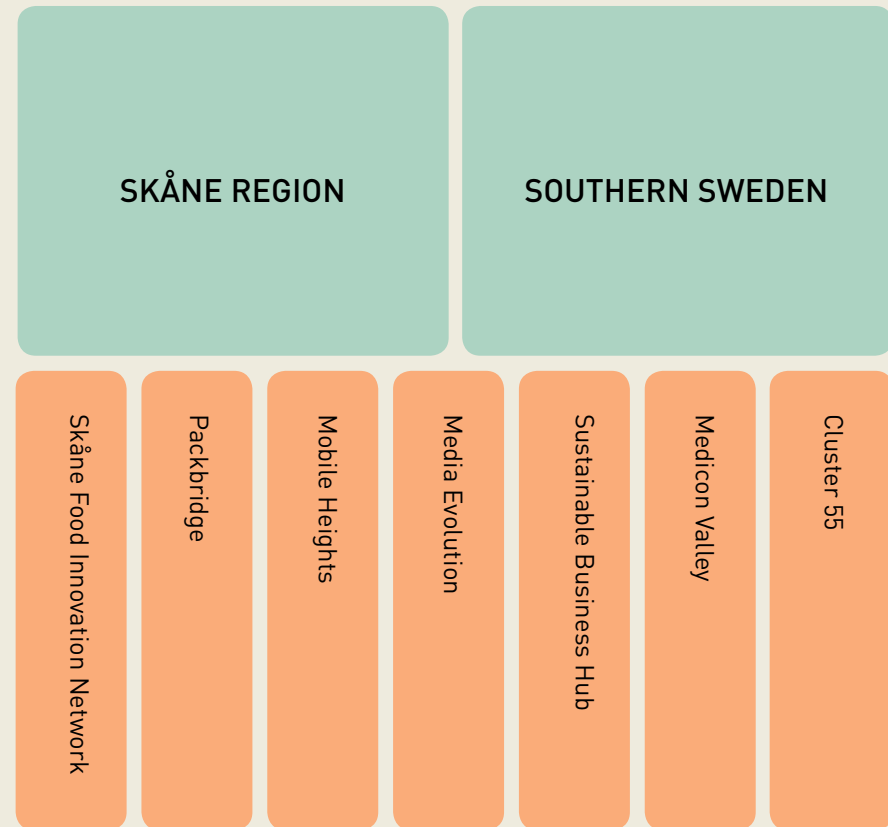 SKÅNE REGION
SOUTHERN SWEDEN
Skåne Food Innovation Network
Packbridge
Mobile Heights
Media Evolution
Sustainable Business Hub
Medicon Valley
Cluster 55